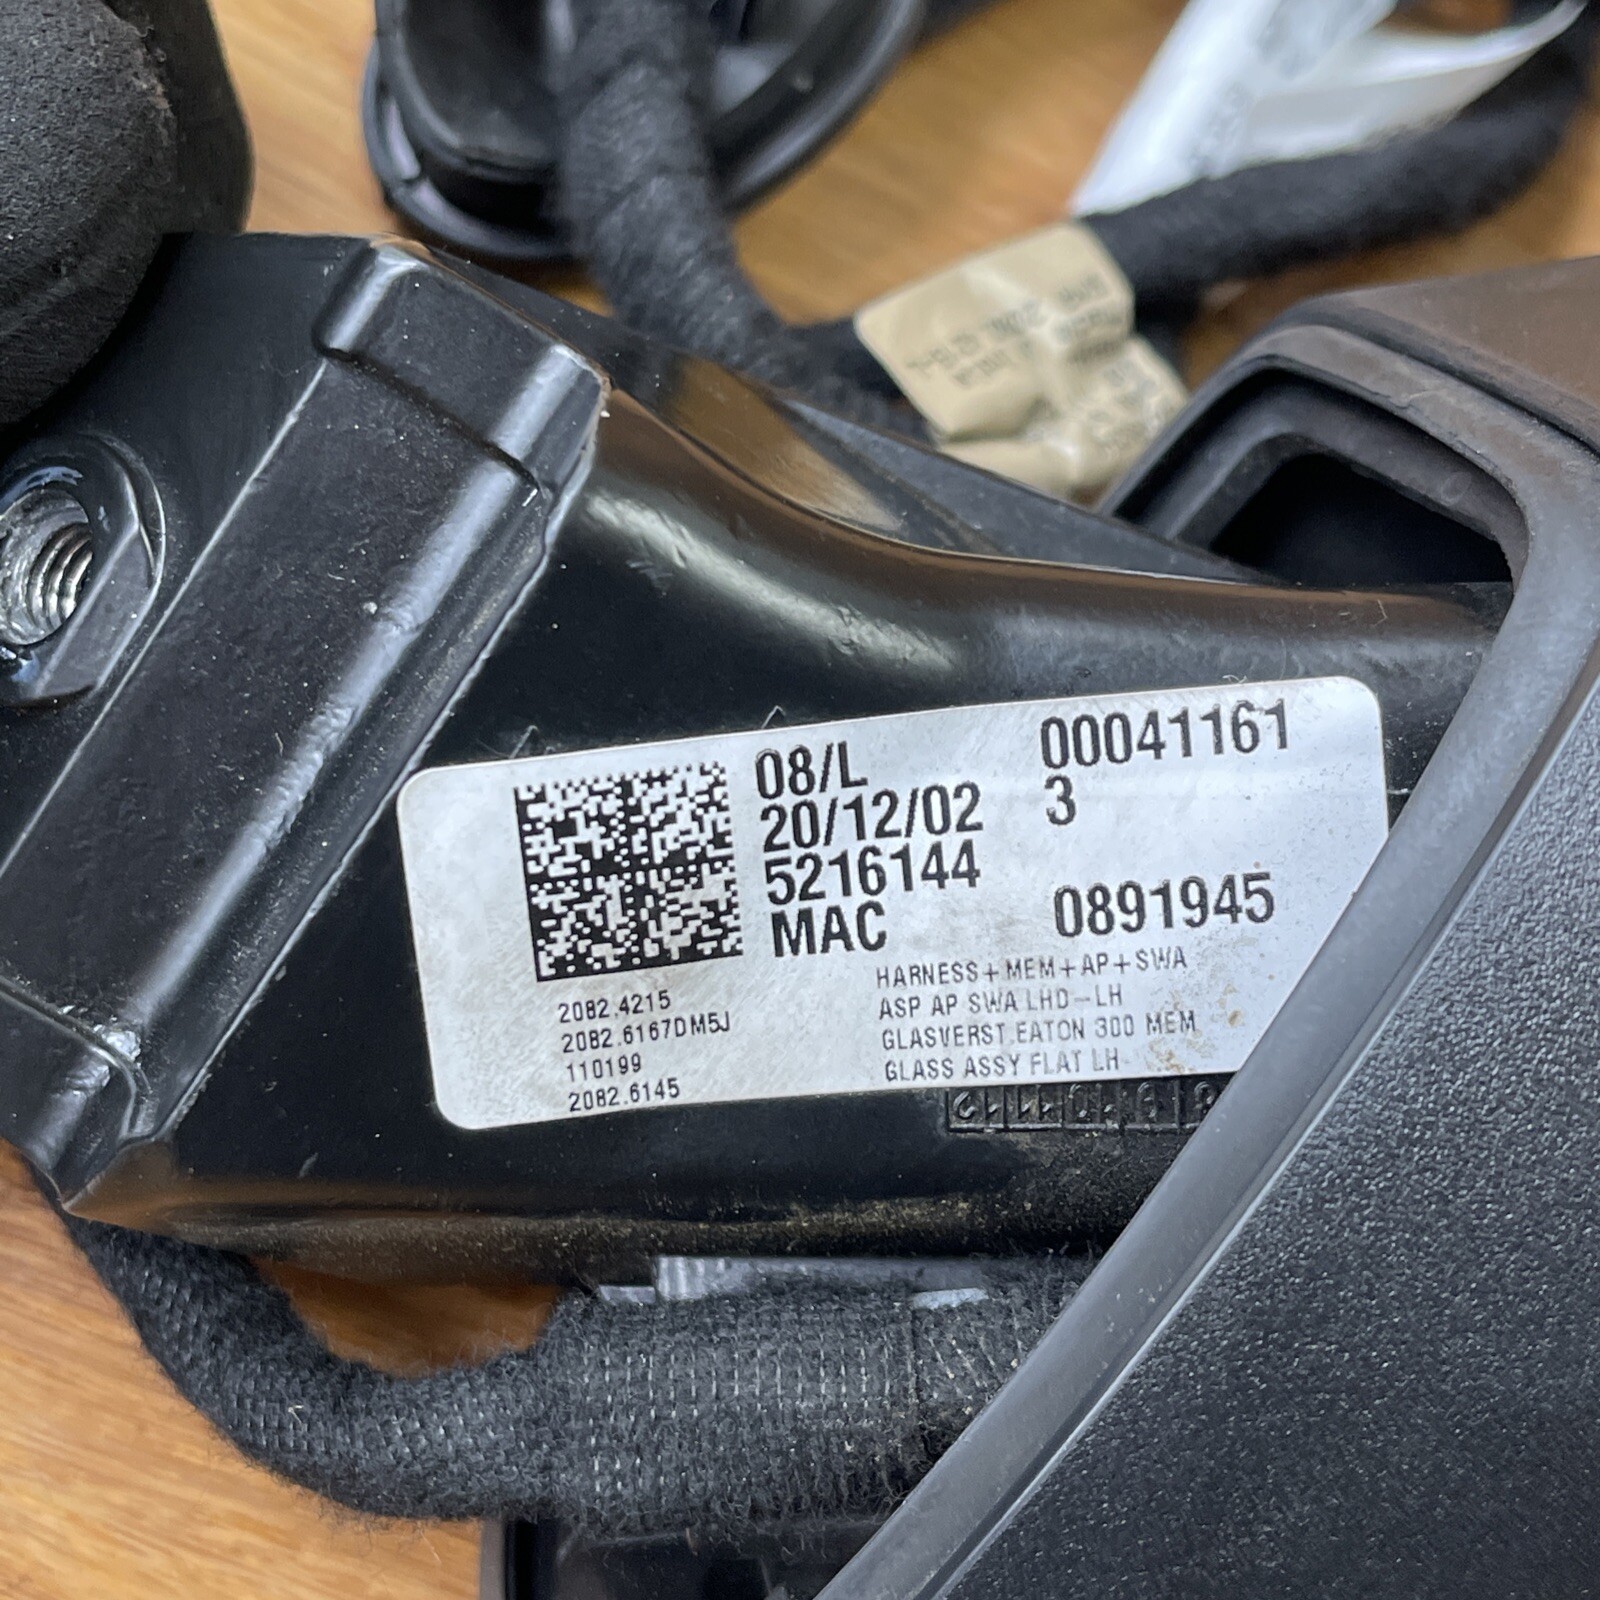 08/L 00041161
20/12/02 3
5216144
MAC 0891945
HARNESS+MEM+AP+SWA
2082.4215 ASP AP SWA LHD-LH
2082.6167DM5J GLASVERST.EATON 300 MEM
110199 GLASS ASSY FLAT LH
2082.6145